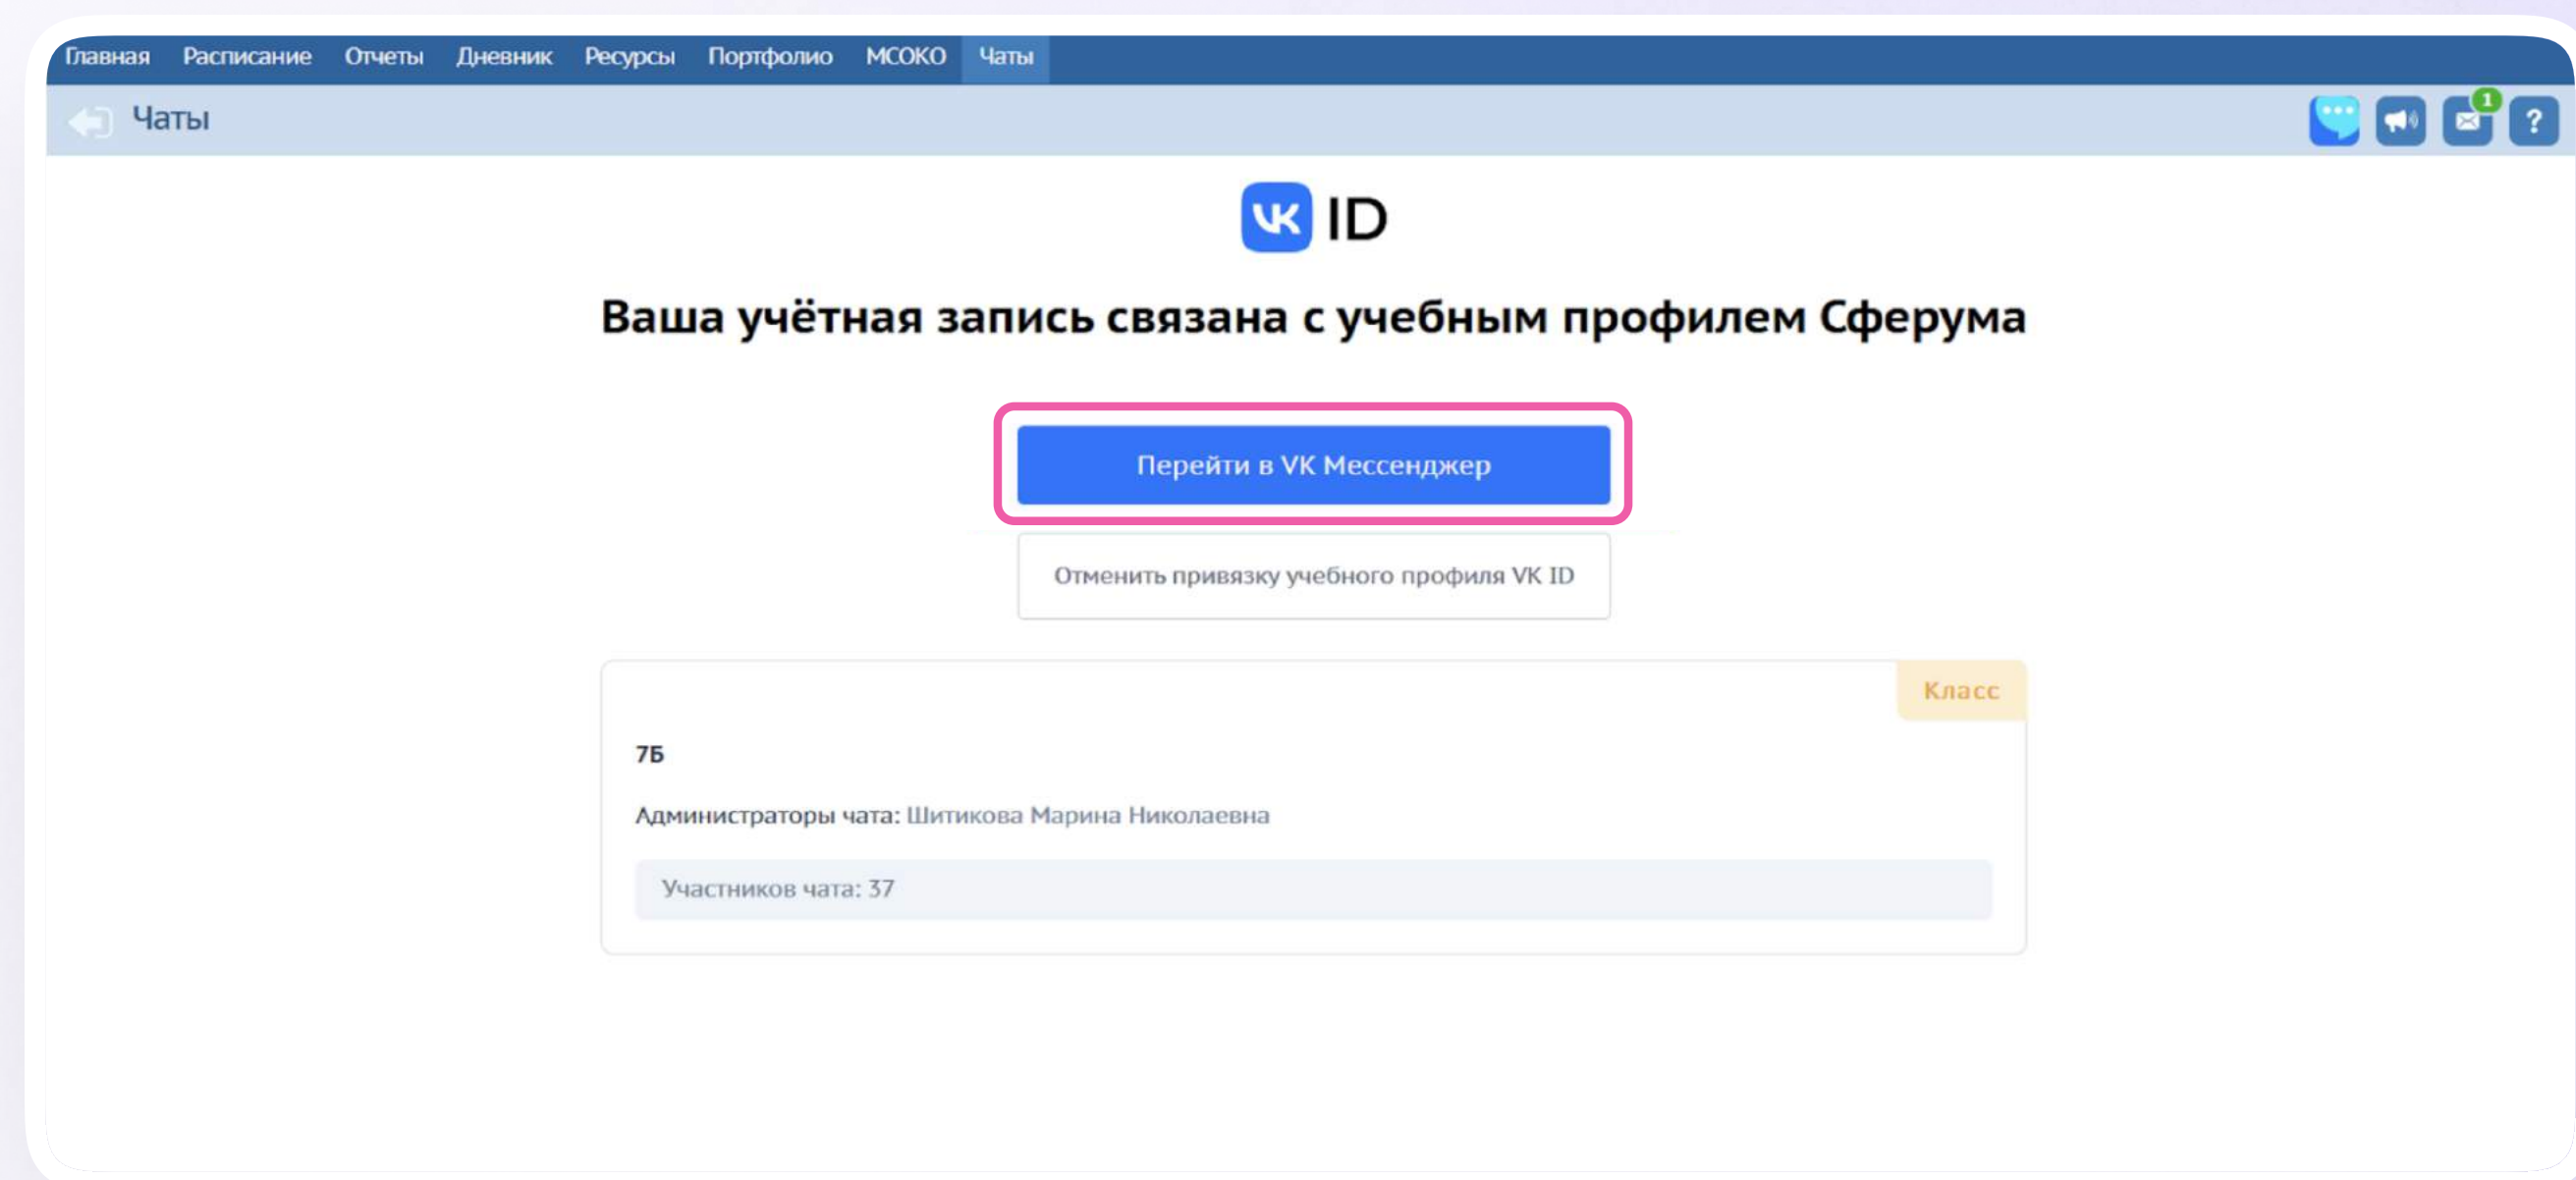 Главная Расписание Отчеты Дневник Ресурсы Портфолио МСОКО Чаты
Чаты
1
?
VK ID
Ваша учётная запись связана с учебным профилем Сферума
Перейти в VK Мессенджер
Отменить привязку учебного профиля VK ID
Класс
7Б
Администраторы чата: Шитикова Марина Николаевна
Участников чата: 37